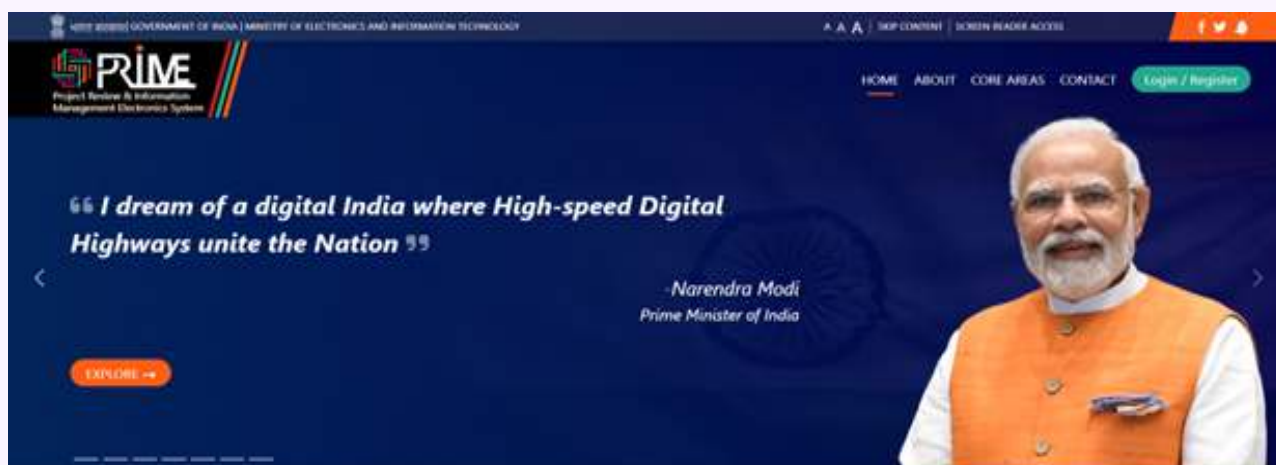 भारत सरकार| GOVERNMENT OF INDIA | MINISTRY OF ELECTRONICS AND INFORMATION TECHNOLOGY
A A A | SKIP CONTENT | SCREEN READER ACCESS
PRIME
Project Review & Information
Management Electronics System
HOME ABOUT CORE AREAS CONTACT Login / Register
❝ I dream of a digital India where High-speed Digital
Highways unite the Nation ❞
-Narendra Modi
Prime Minister of India
EXPLORE →